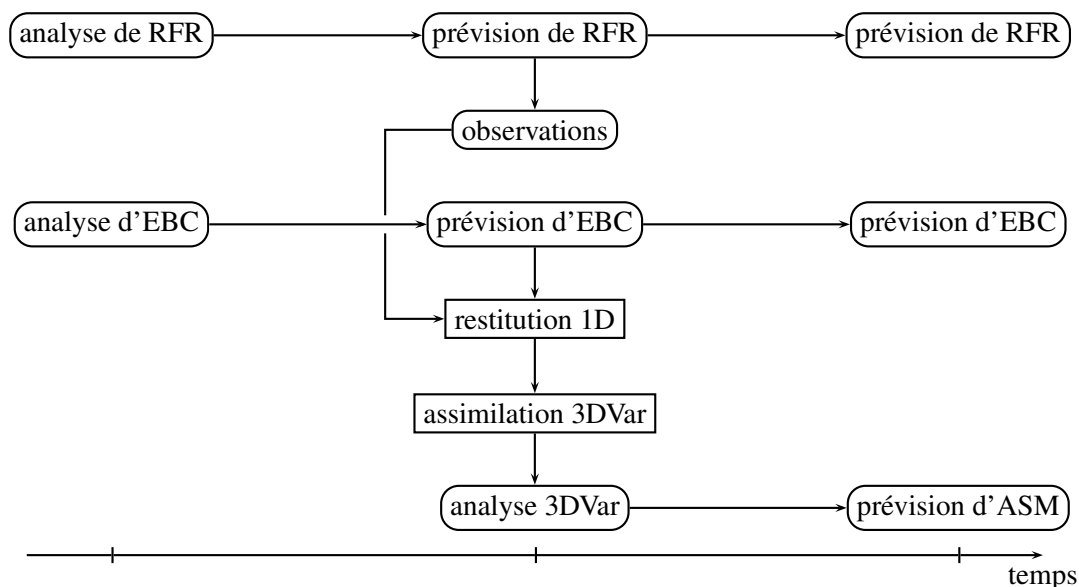 analyse de RFR
prévision de RFR
prévision de RFR
observations
analyse d'EBC
prévision d'EBC
prévision d'EBC
restitution 1D
assimilation 3DVar
analyse 3DVar
prévision d'ASM
temps